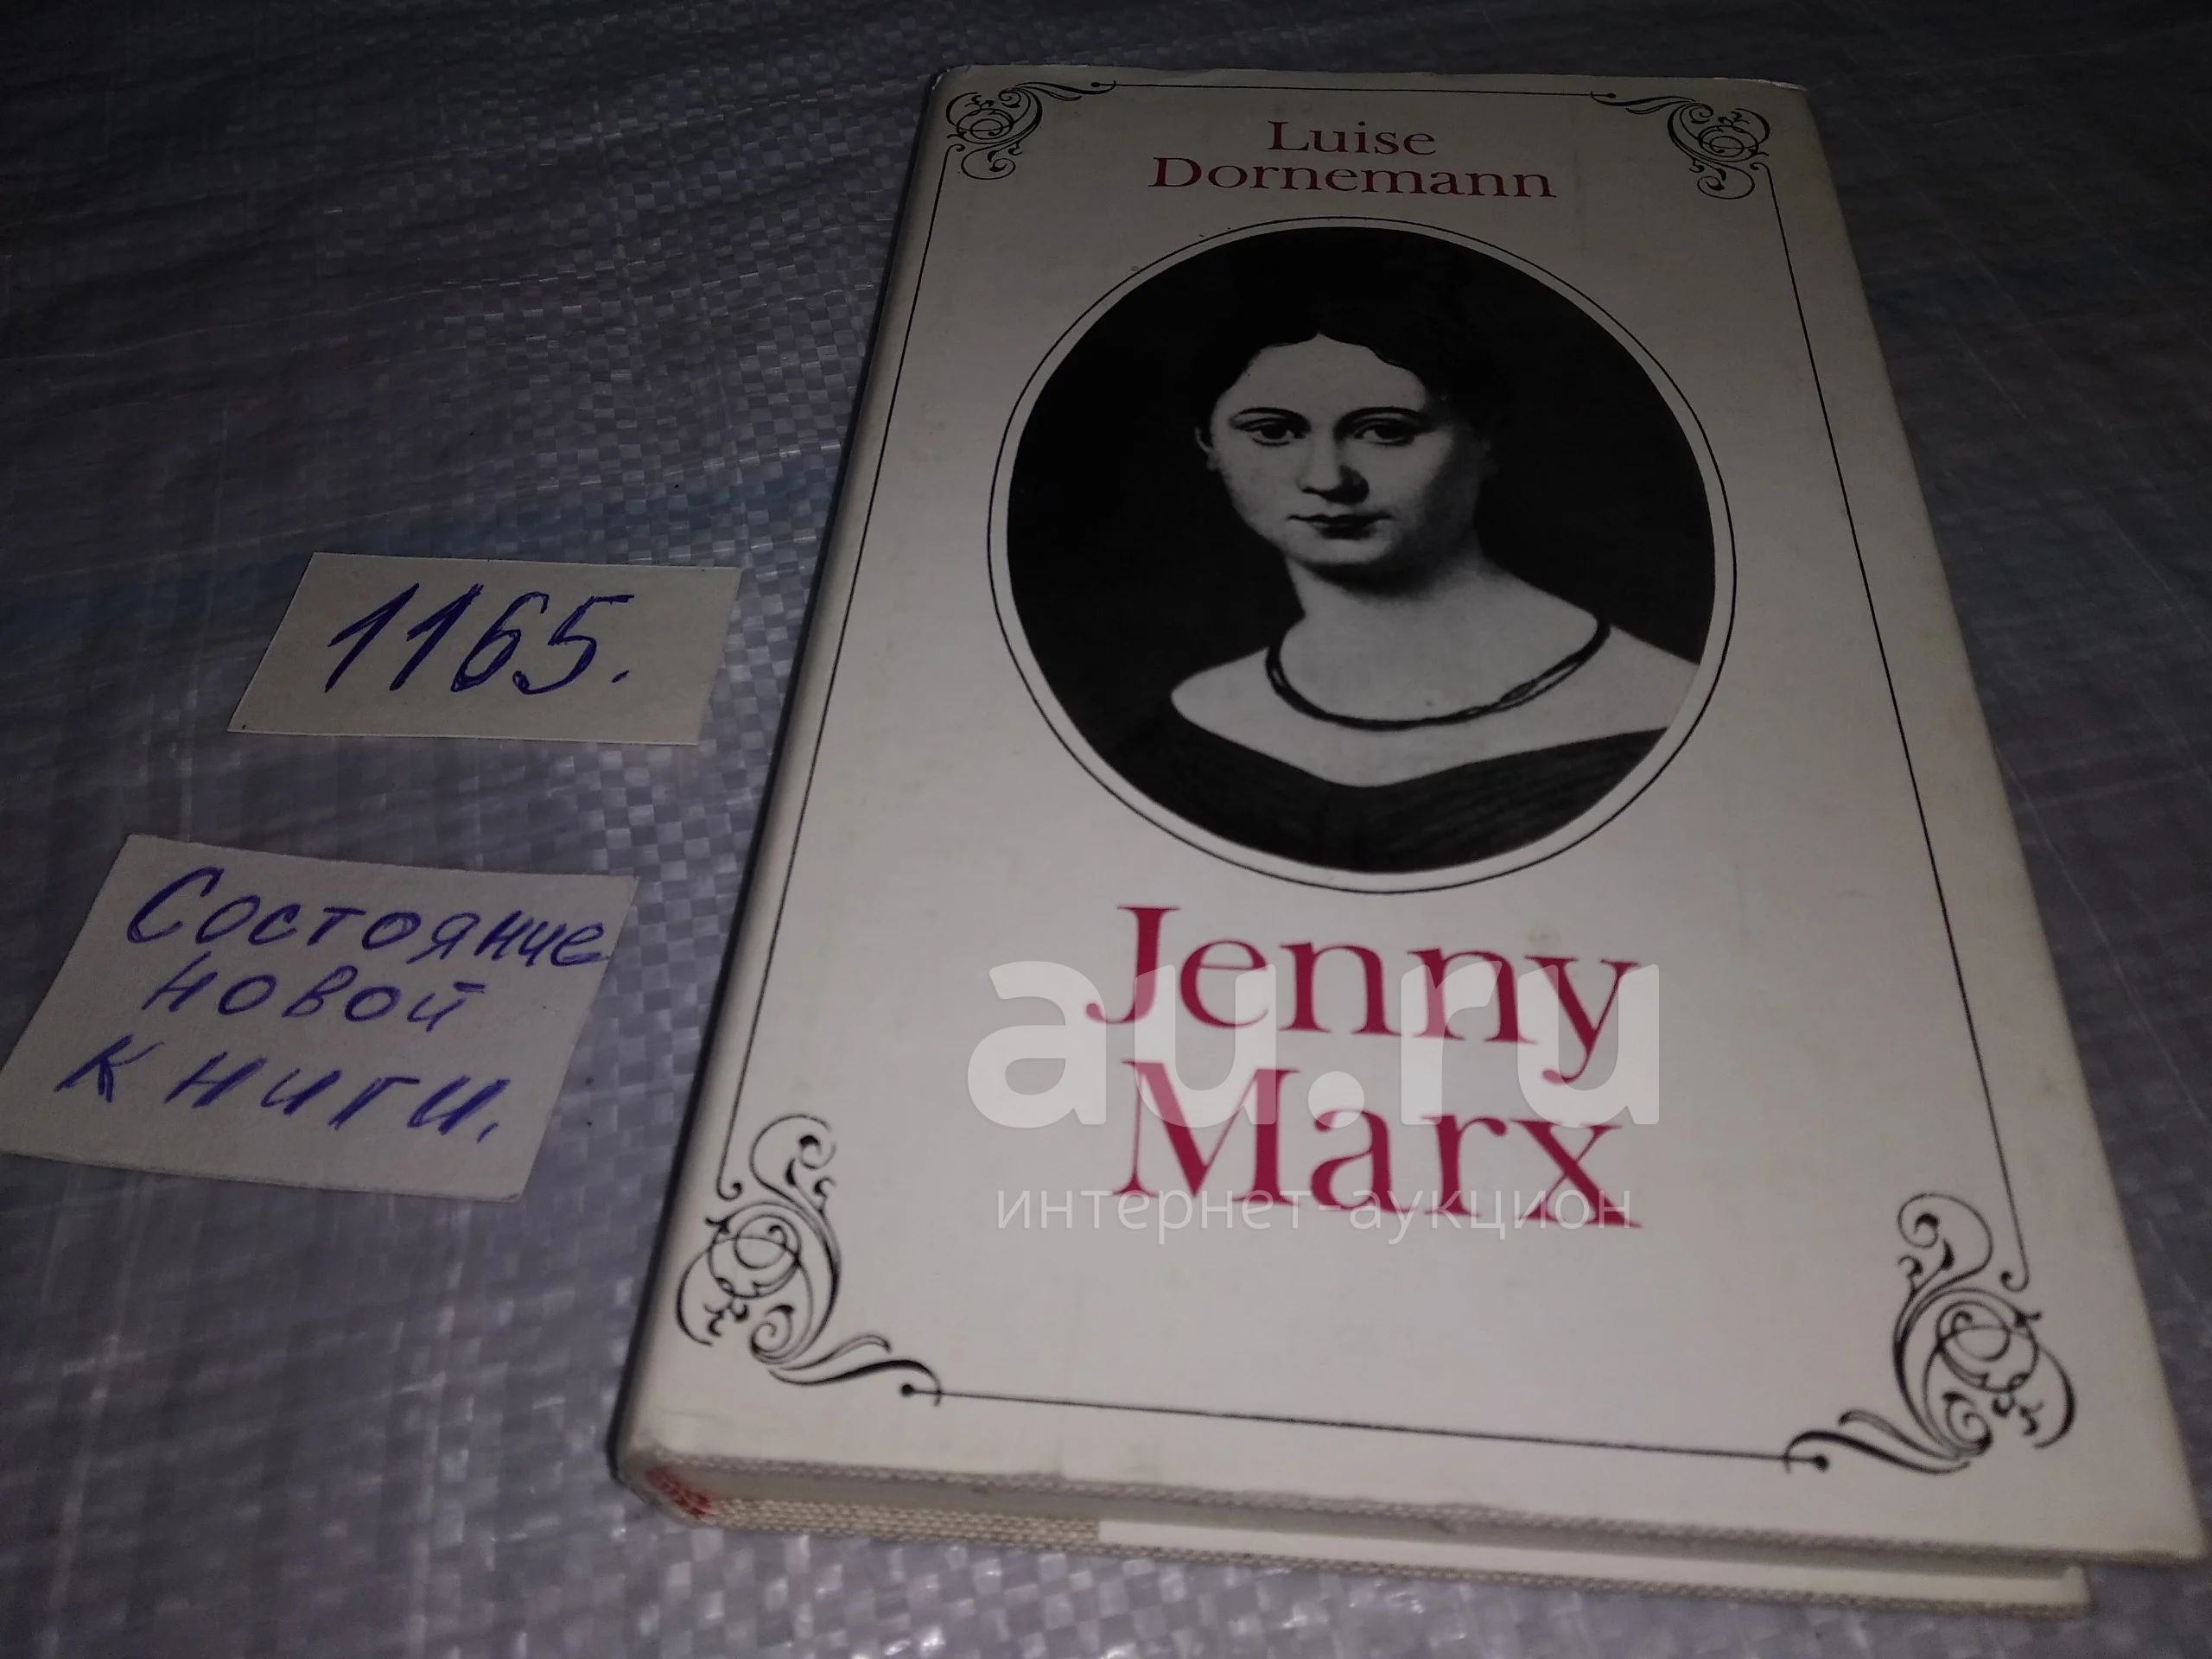 Luise
Dornemann
Jenny
Marx
au.ru
интернет-аукцион
1165.
Состояние
новой
книги.